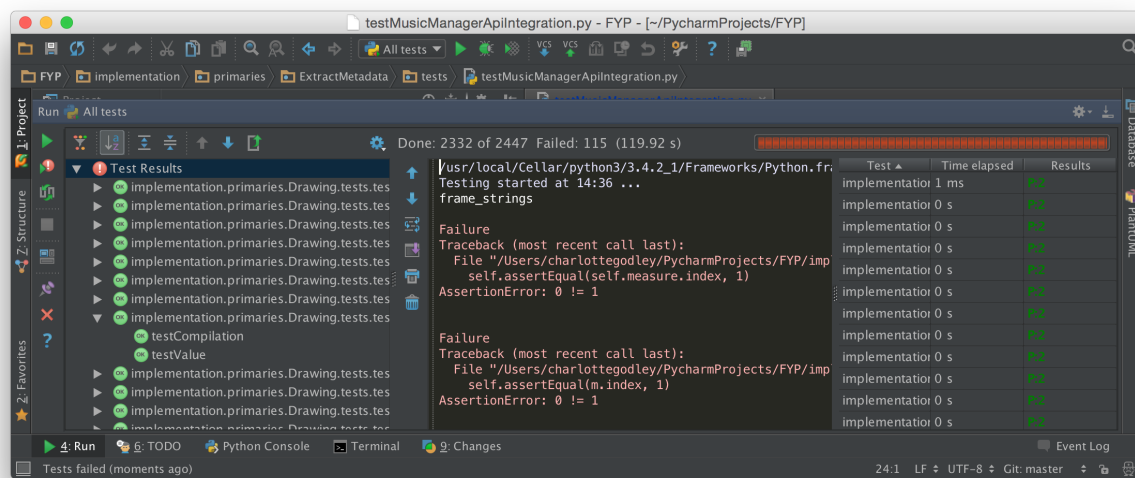 testMusicManagerApiIntegration.py - FYP - [~/PycharmProjects/FYP]
All tests
VCS VCS
FYP implementation primaries ExtractMetadata tests testMusicManagerApiIntegration.py
Run All tests
1: Project
Z: Structure
2: Favorites
Database
PlantUML
Done: 2332 of 2447 Failed: 115 (119.92 s)
Test Results
implementation.primaries.Drawing.tests.tes
implementation.primaries.Drawing.tests.tes
implementation.primaries.Drawing.tests.tes
implementation.primaries.Drawing.tests.tes
implementation.primaries.Drawing.tests.tes
implementation.primaries.Drawing.tests.tes
implementation.primaries.Drawing.tests.tes
implementation.primaries.Drawing.tests.tes
testCompilation
testValue
implementation.primaries.Drawing.tests.tes
implementation.primaries.Drawing.tests.tes
implementation.primaries.Drawing.tests.tes
/usr/local/Cellar/python3/3.4.2_1/Frameworks/Python.fra
Testing started at 14:36 ...
frame_strings
Failure
Traceback (most recent call last):
File "/Users/charlottegodley/PycharmProjects/FYP/imp
self.assertEqual(self.measure.index, 1)
AssertionError: 0 != 1
Failure
Traceback (most recent call last):
File "/Users/charlottegodley/PycharmProjects/FYP/imp
self.assertEqual(m.index, 1)
AssertionError: 0 != 1
Test Time elapsed Results
implementation 1 ms P:2
implementation 0 s P:2
implementation 0 s P:2
implementation 0 s P:2
implementation 0 s P:2
implementation 0 s P:2
implementation 0 s P:2
implementation 0 s P:2
implementation 0 s P:2
implementation 0 s P:2
implementation 0 s P:2
implementation 0 s P:2
4: Run 6: TODO Python Console Terminal 9: Changes Event Log
Tests failed (moments ago) 24:1 LF UTF-8 Git: master